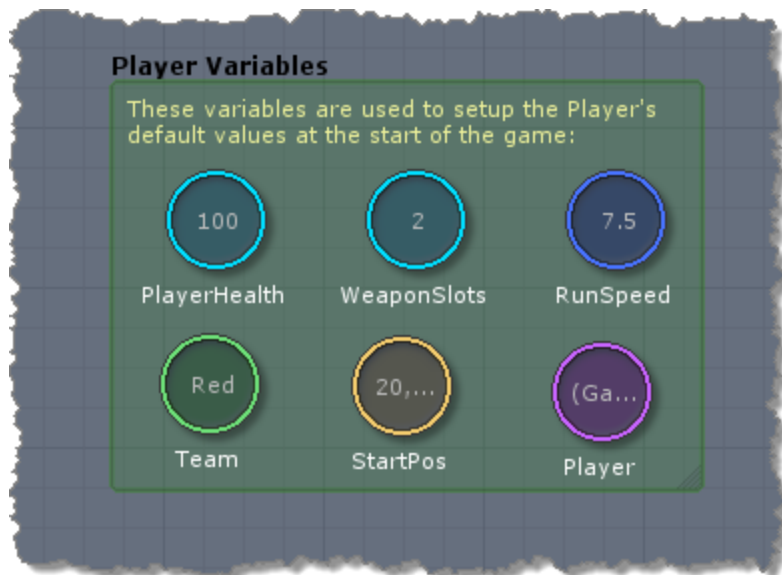 Player Variables
These variables are used to setup the Player's
default values at the start of the game:
100 2 7.5
PlayerHealth WeaponSlots RunSpeed
Red 20,... (Ga...
Team StartPos Player